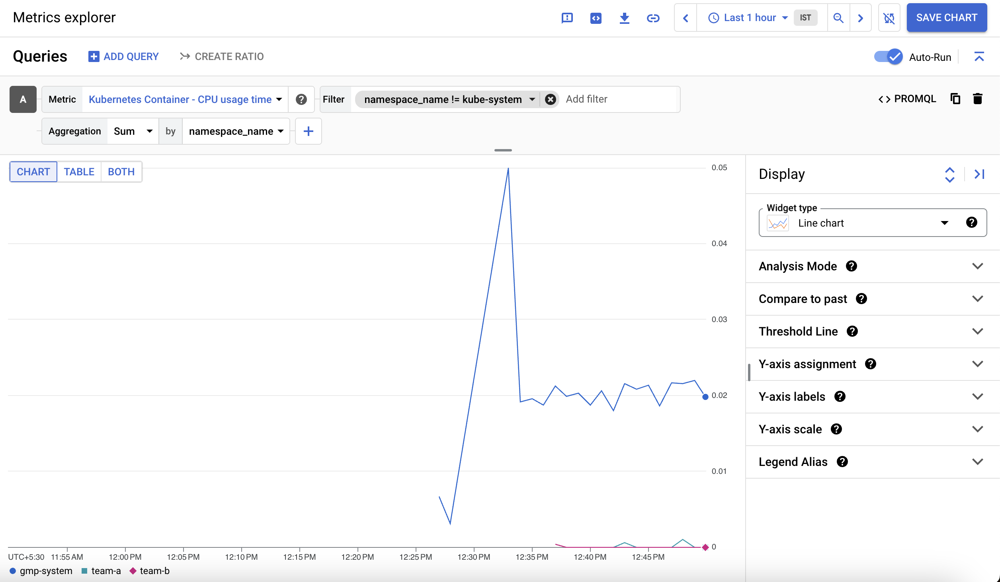 Metrics explorer
Last 1 hour IST
SAVE CHART
Queries ADD QUERY CREATE RATIO
Auto-Run
A Metric Kubernetes Container - CPU usage time Filter namespace_name != kube-system Add filter
PROMQL
Aggregation Sum by namespace_name
CHART TABLE BOTH
0.05
0.04
0.03
0.02
0.01
0
UTC+5:30 11:55 AM 12:00 PM 12:05 PM 12:10 PM 12:15 PM 12:20 PM 12:25 PM 12:30 PM 12:35 PM 12:40 PM 12:45 PM
gmp-system team-a team-b
Display
Widget type
Line chart
Analysis Mode
Compare to past
Threshold Line
Y-axis assignment
Y-axis labels
Y-axis scale
Legend Alias